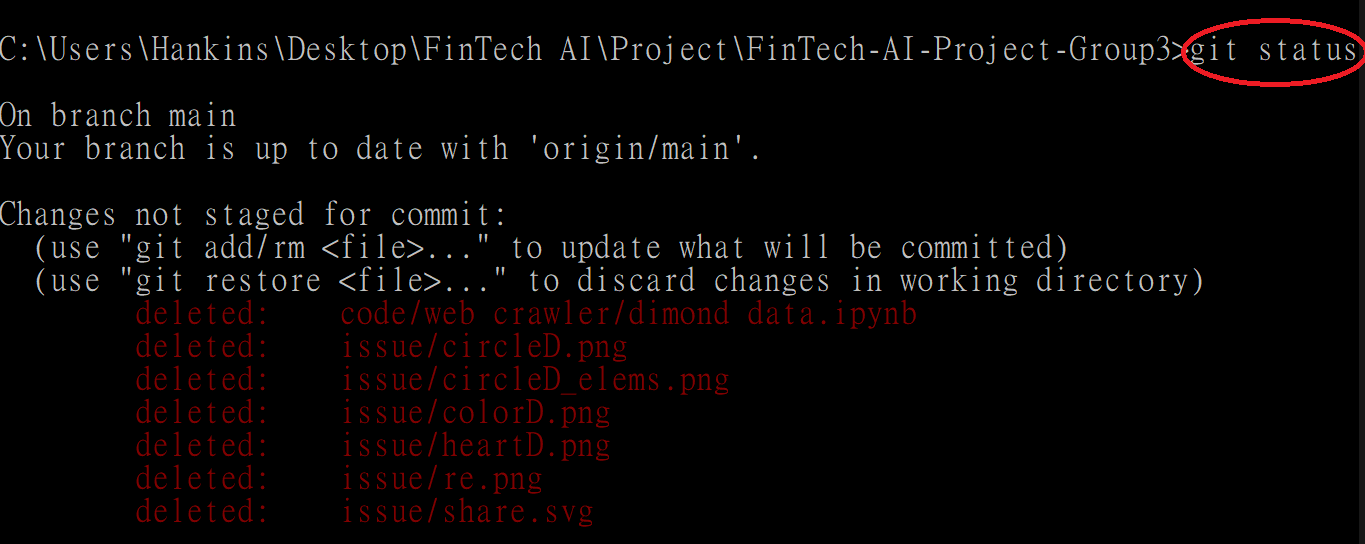 C:\Users\Hankins\Desktop\FinTech AI\Project\FinTech-AI-Project-Group3>git status
On branch main
Your branch is up to date with 'origin/main'.
Changes not staged for commit:
  (use "git add/rm <file>..." to update what will be committed)
  (use "git restore <file>..." to discard changes in working directory)
        deleted:    code/web crawler/dimond data.ipynb
        deleted:    issue/circleD.png
        deleted:    issue/circleD_elems.png
        deleted:    issue/colorD.png
        deleted:    issue/heartD.png
        deleted:    issue/re.png
        deleted:    issue/share.svg